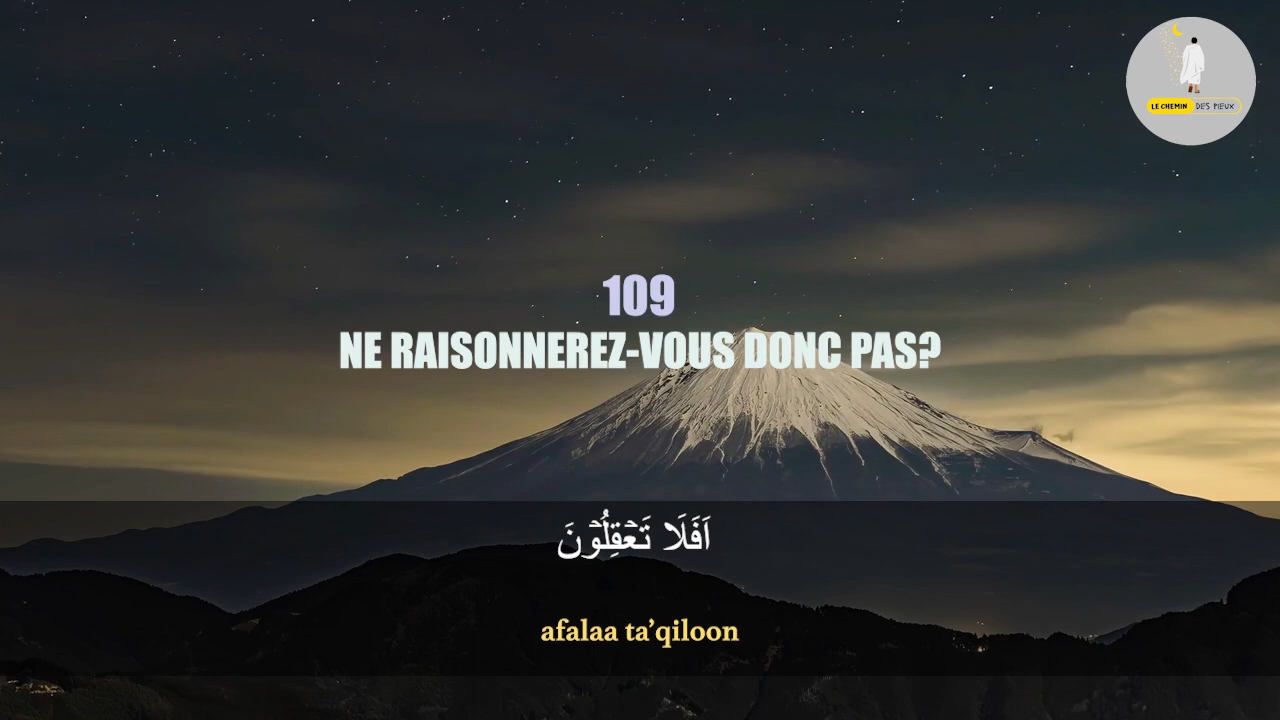 LE CHEMIN DES PIEUX
109
NE RAISONNEREZ-VOUS DONC PAS?
اَفَلَا تَعۡقِلُوۡنَ
afalaa ta’qiloon